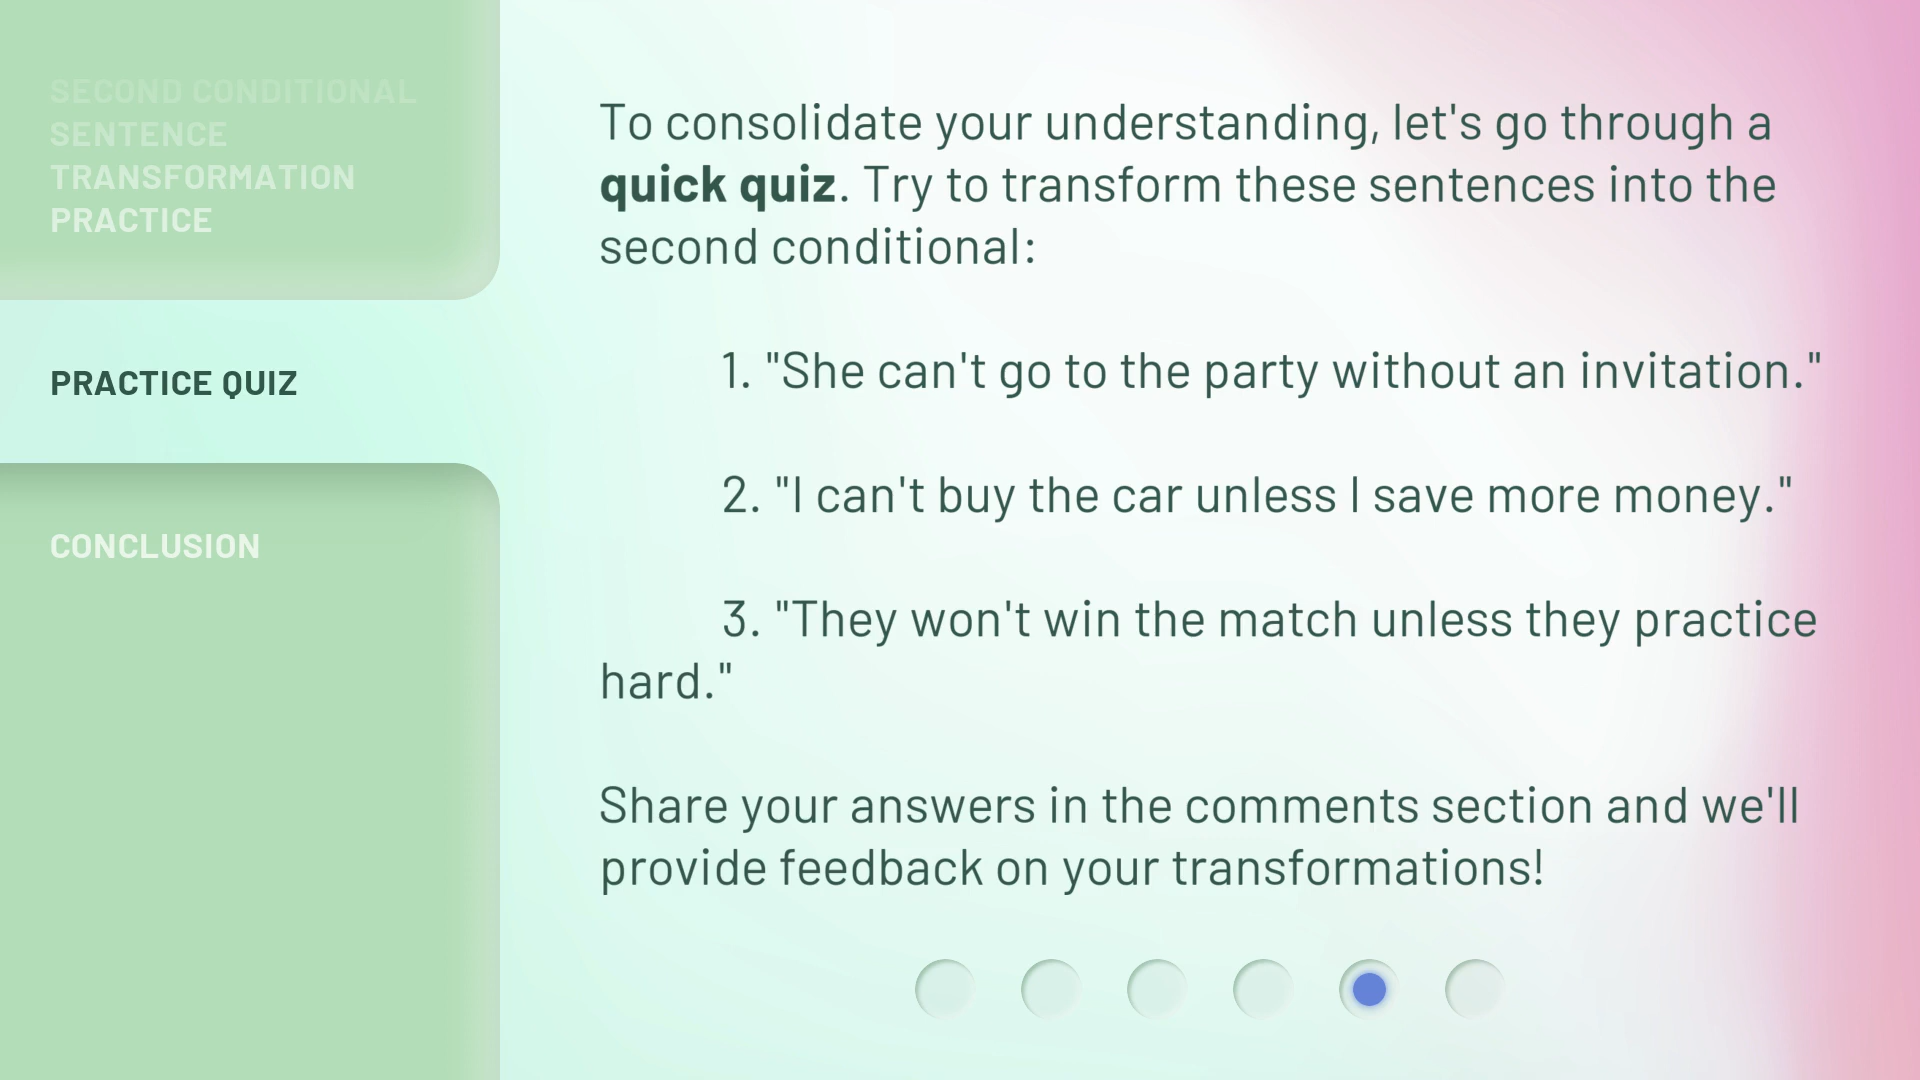 SECOND CONDITIONAL
SENTENCE
TRANSFORMATION
PRACTICE
PRACTICE QUIZ
CONCLUSION
To consolidate your understanding, let's go through a
quick quiz. Try to transform these sentences into the
second conditional:
1. "She can't go to the party without an invitation."
2. "I can't buy the car unless I save more money."
3. "They won't win the match unless they practice
hard."
Share your answers in the comments section and we'll
provide feedback on your transformations!